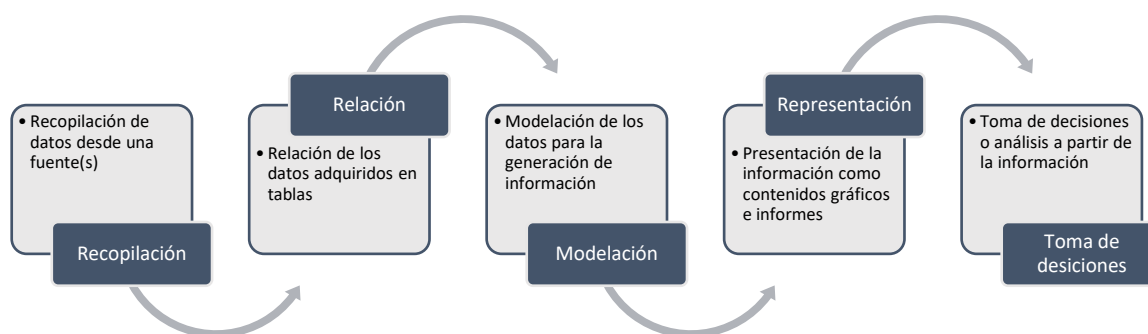 • Recopilación de
datos desde una
fuente(s)
Recopilación
Relación
• Relación de los
datos adquiridos en
tablas
• Modelación de los
datos para la
generación de
información
Modelación
Representación
• Presentación de la
información como
contenidos gráficos
e informes
• Toma de decisiones
o análisis a partir de
la información
Toma de
desiciones